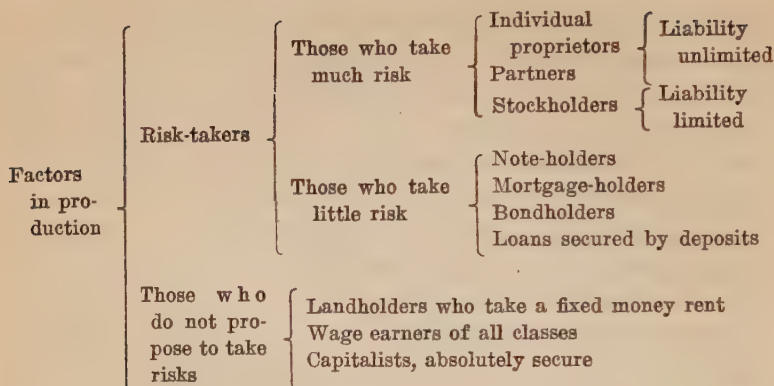 Factors
in pro-
duction
Risk-takers
Those who take
much risk
Individual
proprietors
Partners
Liability
unlimited
Stockholders
Liability
limited
Those who take
little risk
Note-holders
Mortgage-holders
Bondholders
Loans secured by deposits
Those who
do not pro-
pose to take
risks
Landholders who take a fixed money rent
Wage earners of all classes
Capitalists, absolutely secure